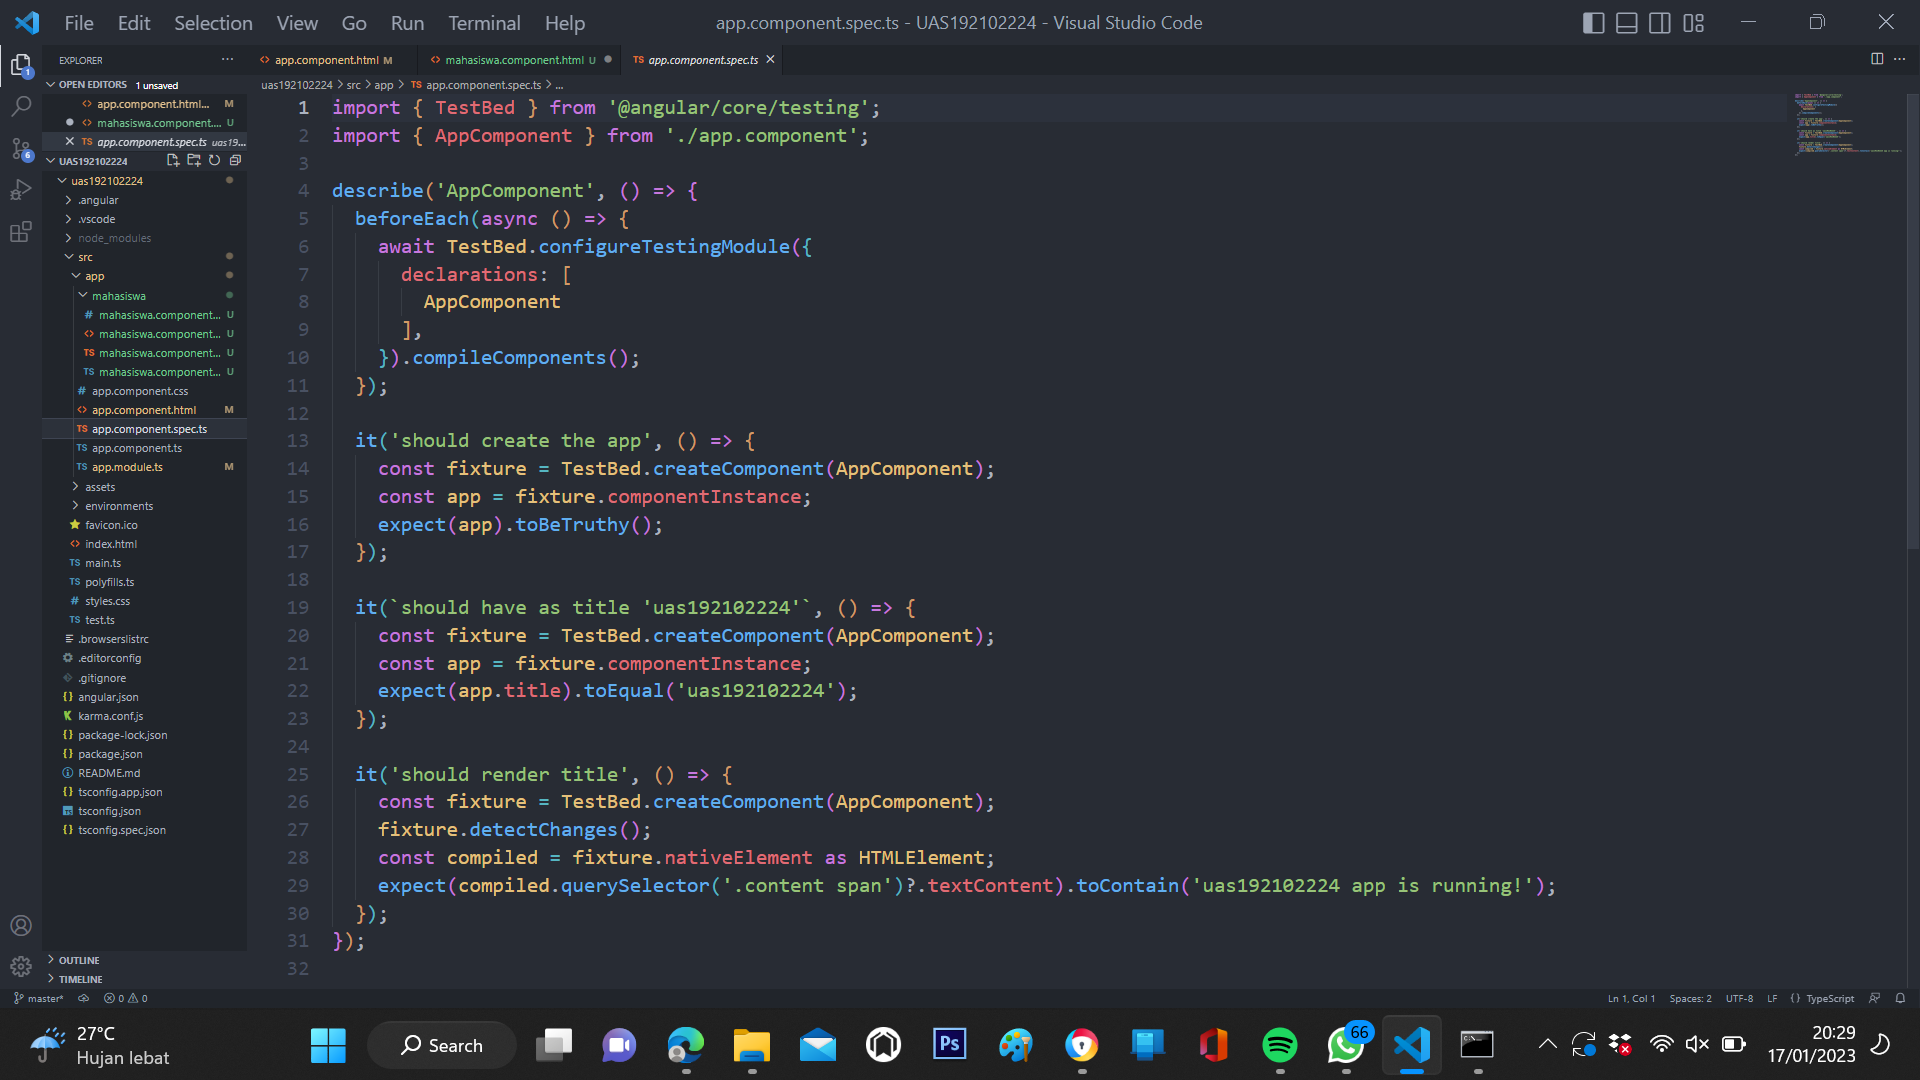 File Edit Selection View Go Run Terminal Help
app.component.spec.ts - UAS192102224 - Visual Studio Code
EXPLORER
app.component.html M
mahasiswa.component.html U
TS app.component.spec.ts
OPEN EDITORS 1 unsaved
app.component.html... M
mahasiswa.component.... U
TS app.component.spec.ts uas19...
UAS192102224
uas192102224
.angular
.vscode
node_modules
src
app
mahasiswa
# mahasiswa.component... U
mahasiswa.component... U
TS mahasiswa.component... U
TS mahasiswa.component... U
# app.component.css
app.component.html M
TS app.component.spec.ts
TS app.component.ts
TS app.module.ts M
assets
environments
favicon.ico
index.html
TS main.ts
TS polyfills.ts
# styles.css
TS test.ts
.browserslistrc
.editorconfig
.gitignore
{} angular.json
karma.conf.js
{} package-lock.json
{} package.json
README.md
{} tsconfig.app.json
tsconfig.json
{} tsconfig.spec.json
OUTLINE
TIMELINE
uas192102224 > src > app > TS app.component.spec.ts > ...
1 import { TestBed } from '@angular/core/testing';
2 import { AppComponent } from './app.component';
3
4 describe('AppComponent', () => {
5 beforeEach(async () => {
6 await TestBed.configureTestingModule({
7 declarations: [
8 AppComponent
9 ],
10 }).compileComponents();
11 });
12
13 it('should create the app', () => {
14 const fixture = TestBed.createComponent(AppComponent);
15 const app = fixture.componentInstance;
16 expect(app).toBeTruthy();
17 });
18
19 it(`should have as title 'uas192102224'`, () => {
20 const fixture = TestBed.createComponent(AppComponent);
21 const app = fixture.componentInstance;
22 expect(app.title).toEqual('uas192102224');
23 });
24
25 it('should render title', () => {
26 const fixture = TestBed.createComponent(AppComponent);
27 fixture.detectChanges();
28 const compiled = fixture.nativeElement as HTMLElement;
29 expect(compiled.querySelector('.content span')?.textContent).toContain('uas192102224 app is running!');
30 });
31 });
32
master* 0 0
Ln 1, Col 1 Spaces: 2 UTF-8 LF {} TypeScript
27°C
Hujan lebat
Search
Ps
66
20:29
17/01/2023
1
6